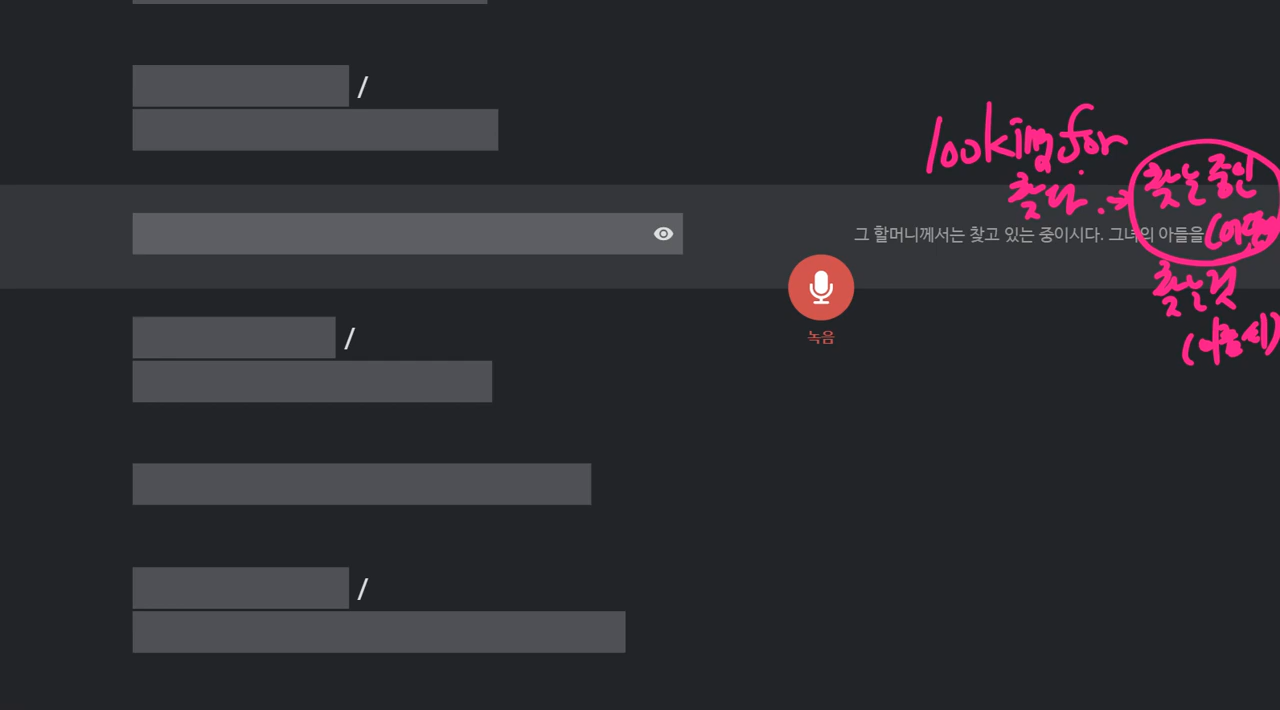 /
looking for
찾다. → 찾는 중인
그 할머니께서는 찾고 있는 중이시다. 그녀의 아들을
찾는 것
녹음
/
/